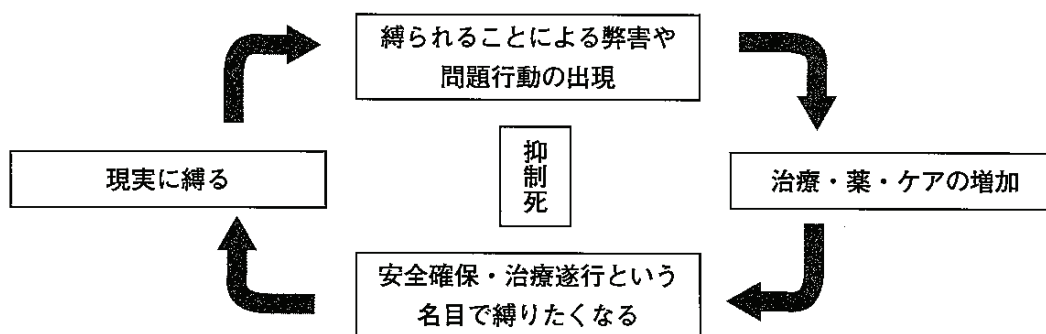 縛られることによる弊害や
問題行動の出現
現実に縛る
抑制死
治療・薬・ケアの増加
安全確保・治療遂行という
名目で縛りたくなる